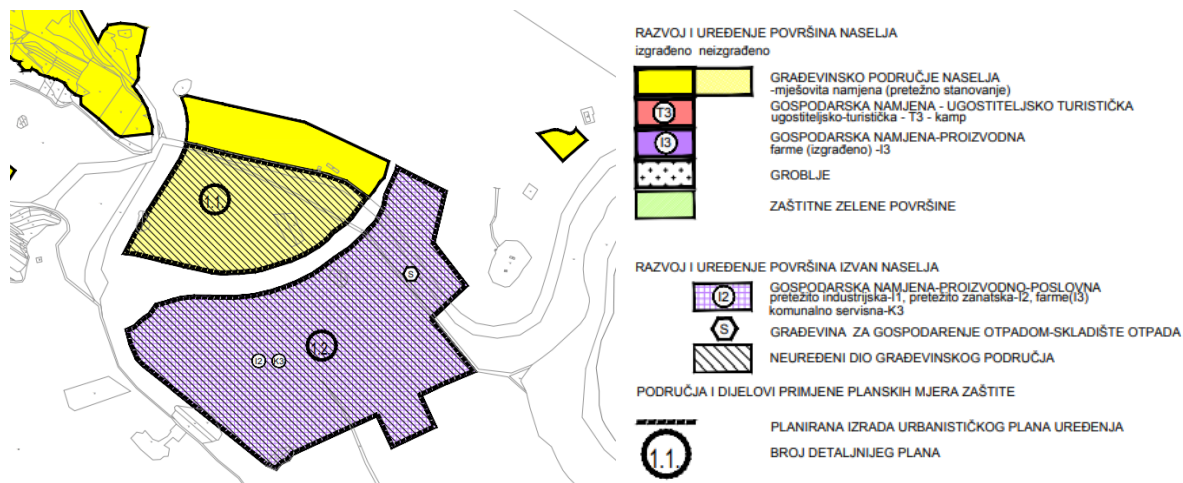 1.1.
S
1.2.
I2 K3
RAZVOJ I UREĐENJE POVRŠINA NASELJA
izgrađeno neizgrađeno
GRAĐEVINSKO PODRUČJE NASELJA
-mješovita namjena (pretežno stanovanje)
T3
GOSPODARSKA NAMJENA - UGOSTITELJSKO TURISTIČKA
ugostiteljsko-turistička - T3 - kamp
I3
GOSPODARSKA NAMJENA-PROIZVODNA
farme (izgrađeno) -I3
GROBLJE
ZAŠTITNE ZELENE POVRŠINE
RAZVOJ I UREĐENJE POVRŠINA IZVAN NASELJA
I2
GOSPODARSKA NAMJENA-PROIZVODNO-POSLOVNA
pretežito industrijska-I1, pretežito zanatska-I2, farme(I3)
komunalno servisna-K3
S
GRAĐEVINA ZA GOSPODARENJE OTPADOM-SKLADIŠTE OTPADA
NEUREĐENI DIO GRAĐEVINSKOG PODRUČJA
PODRUČJA I DIJELOVI PRIMJENE PLANSKIH MJERA ZAŠTITE
PLANIRANA IZRADA URBANISTIČKOG PLANA UREĐENJA
1.1.
BROJ DETALJNIJEG PLANA